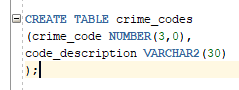 CREATE TABLE crime_codes
(crime_code NUMBER(3,0),
code_description VARCHAR2(30)
);